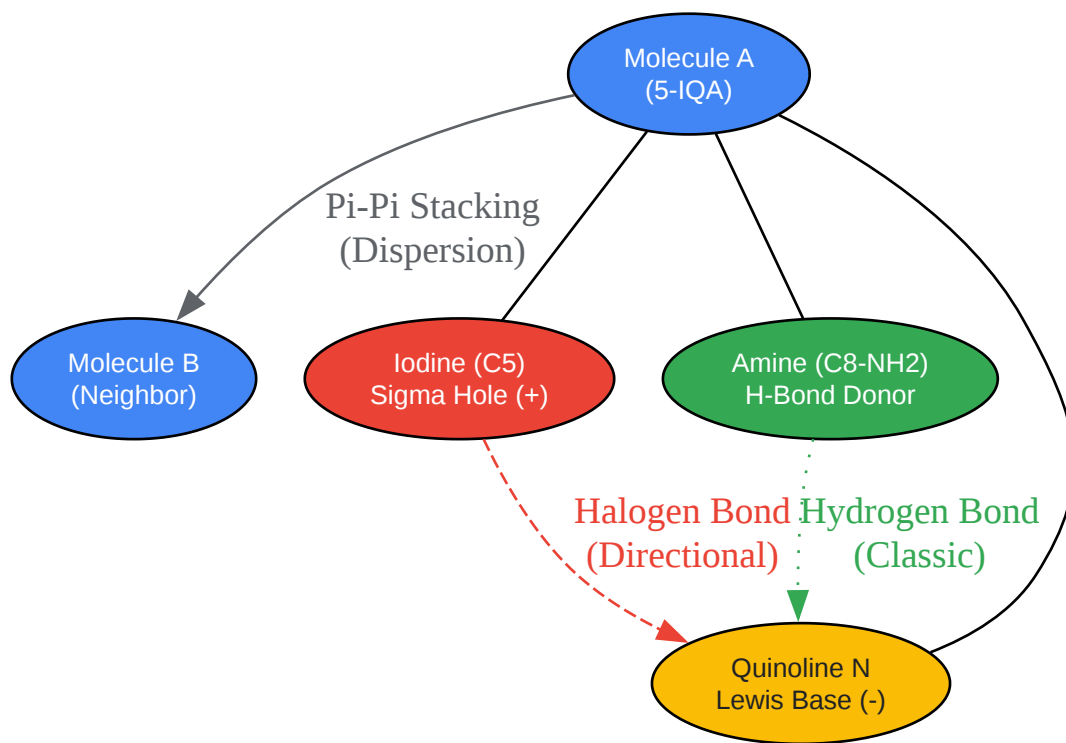 Molecule A
(5-IQA)
Pi-Pi Stacking
(Dispersion)
Molecule B
(Neighbor)
Iodine (C5)
Sigma Hole (+)
Amine (C8-NH2)
H-Bond Donor
Halogen Bond
(Directional)
Hydrogen Bond
(Classic)
Quinoline N
Lewis Base (-)